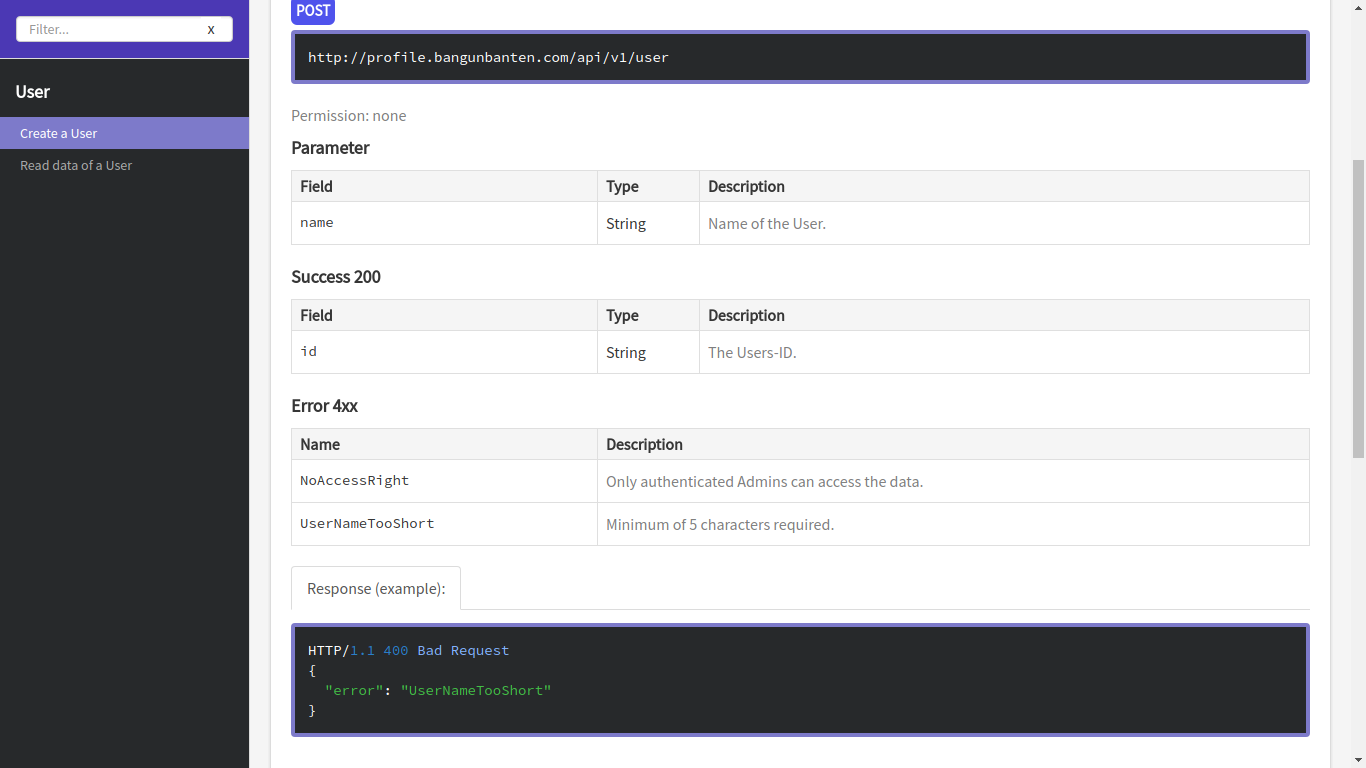 Filter...
X
User
Create a User
Read data of a User
POST
http://profile.bangunbanten.com/api/v1/user
Permission: none
Parameter
Field Type Description
name String Name of the User.
Success 200
Field Type Description
id String The Users-ID.
Error 4xx
Name Description
NoAccessRight Only authenticated Admins can access the data.
UserNameTooShort Minimum of 5 characters required.
Response (example):
HTTP/1.1 400 Bad Request
{
"error": "UserNameTooShort"
}